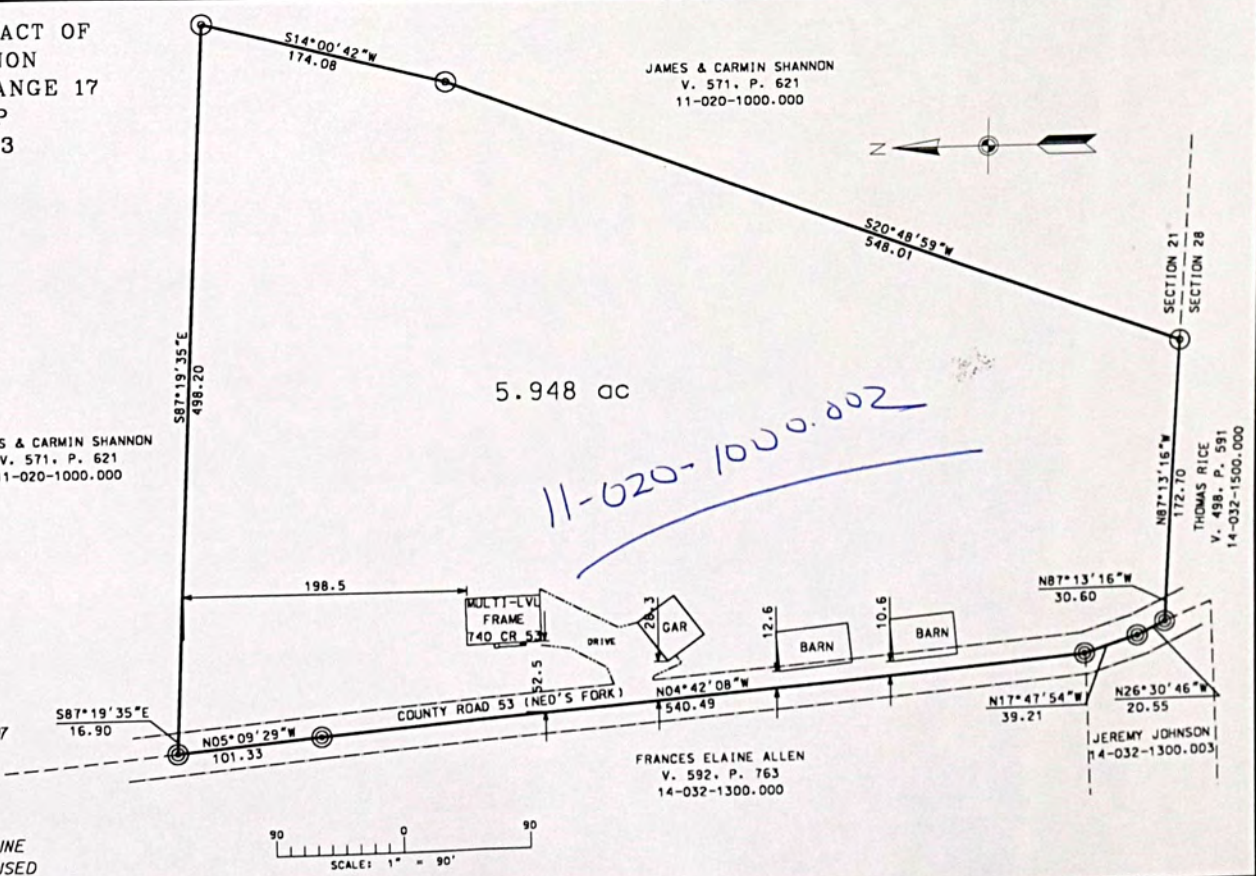 ACT OF
ION
ANGE 17
P
3
S14°00'42"W
174.08
JAMES & CARMIN SHANNON
V. 571, P. 621
11-020-1000.000
N
S20°48'59"W
548.01
SECTION 21
SECTION 28
S87°19'35"E
498.20
5.948 ac
11-020-1000.002
S & CARMIN SHANNON
V. 571, P. 621
11-020-1000.000
N87°13'16"W
172.70
THOMAS RICE
V. 498, P. 591
14-032-1500.000
198.5
MULTI-LVL
FRAME
740 CR 53
DRIVE
28.3
GAR
12.6
BARN
10.6
BARN
N87°13'16"W
30.60
52.5
S87°19'35"E
16.90
N05°09'29"W
101.33
COUNTY ROAD 53 (NED'S FORK)
N04°42'08"W
540.49
N17°47'54"W
39.21
N26°30'46"W
20.55
JEREMY JOHNSON
14-032-1300.003
FRANCES ELAINE ALLEN
V. 592, P. 763
14-032-1300.000
7
90 0 90
SCALE: 1" = 90'
INE
USED